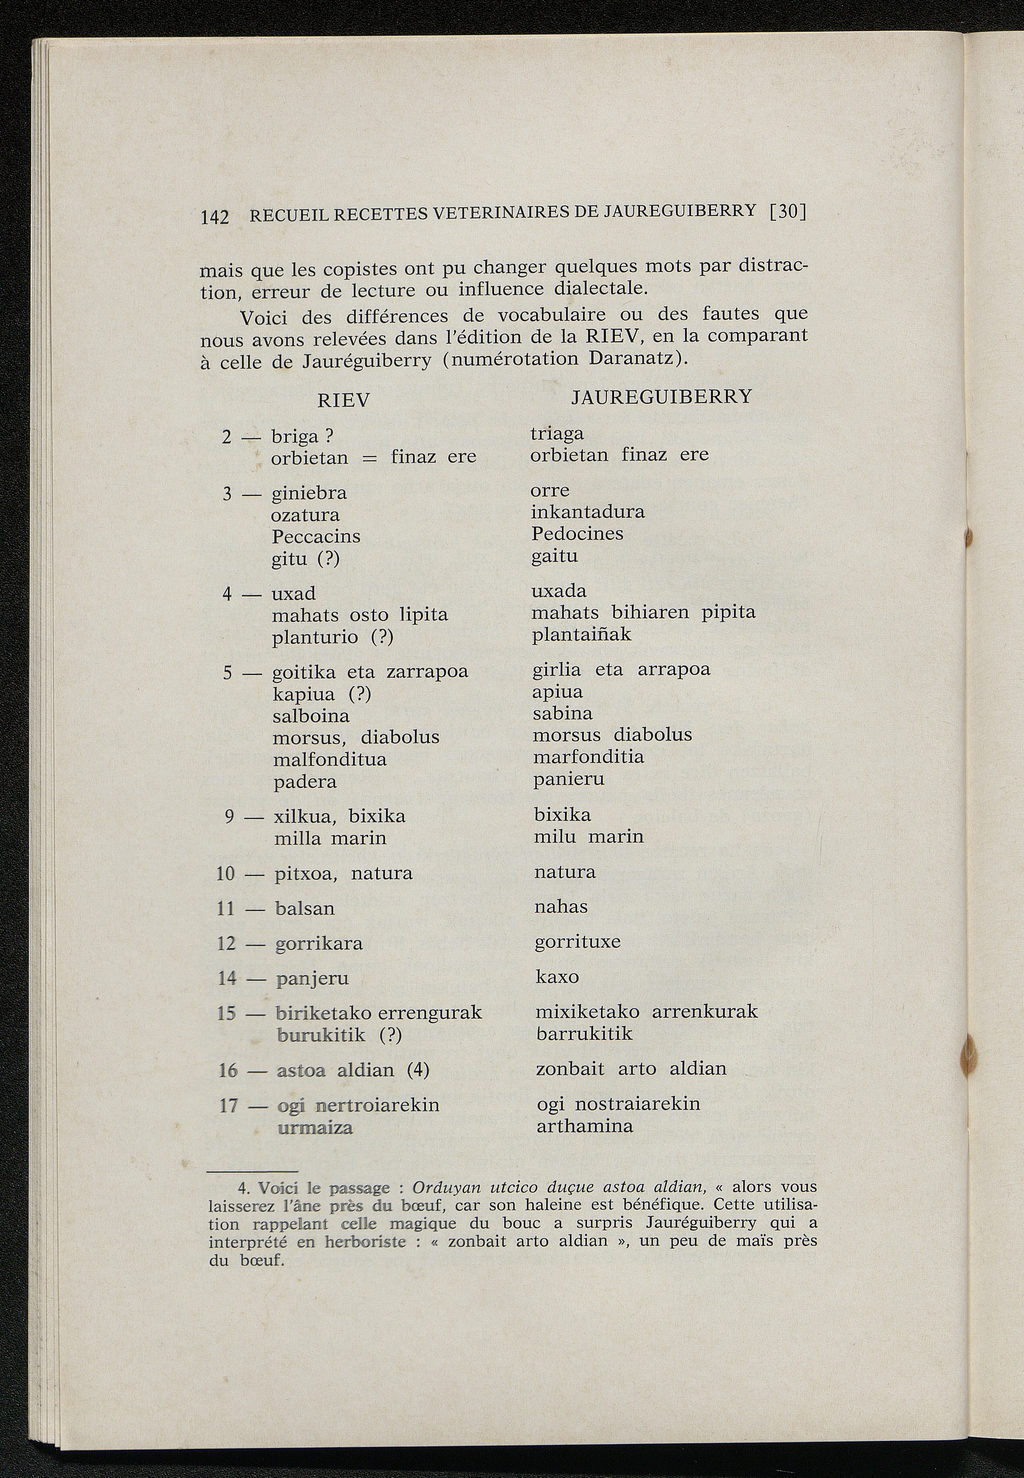 142 RECUEIL RECETTES VETERINAIRES DE JAUREGUIBERRY [30]
mais que les copistes ont pu changer quelques mots par distrac-
tion, erreur de lecture ou influence dialectale.
Voici des différences de vocabulaire ou des fautes que
nous avons relevées dans l'édition de la RIEV, en la comparant
à celle de Jauréguiberry (numérotation Daranatz).
RIEV JAUREGUIBERRY
2 — briga ? triaga
orbietan = finaz ere orbietan finaz ere
3 — giniebra orre
ozatura inkantadura
Peccacins Pedocines
gitu (?) gaitu
4 — uxad uxada
mahats osto lipita mahats bihiaren pipita
planturio (?) plantaiñak
5 — goitika eta zarrapoa girlia eta arrapoa
kapiua (?) apiua
salboina sabina
morsus, diabolus morsus diabolus
malfonditua marfonditia
padera panieru
9 — xilkua, bixika bixika
milla marin milu marin
10 — pitxoa, natura natura
11 — balsan nahas
12 — gorrikara gorrituxe
14 — panjeru kaxo
15 — biriketako errengurak mixiketako arrenkurak
burukitik (?) barrukitik
16 — astoa aldian (4) zonbait arto aldian
17 — ogi nertroiarekin ogi nostraiarekin
urmaiza arthamina
4. Voici le passage : Orduyan utcico duçue astoa aldian, « alors vous
laisserez l'âne près du bœuf, car son haleine est bénéfique. Cette utilisa-
tion rappelant celle magique du bouc a surpris Jauréguiberry qui a
interprété en herboriste : « zonbait arto aldian », un peu de maïs près
du bœuf.